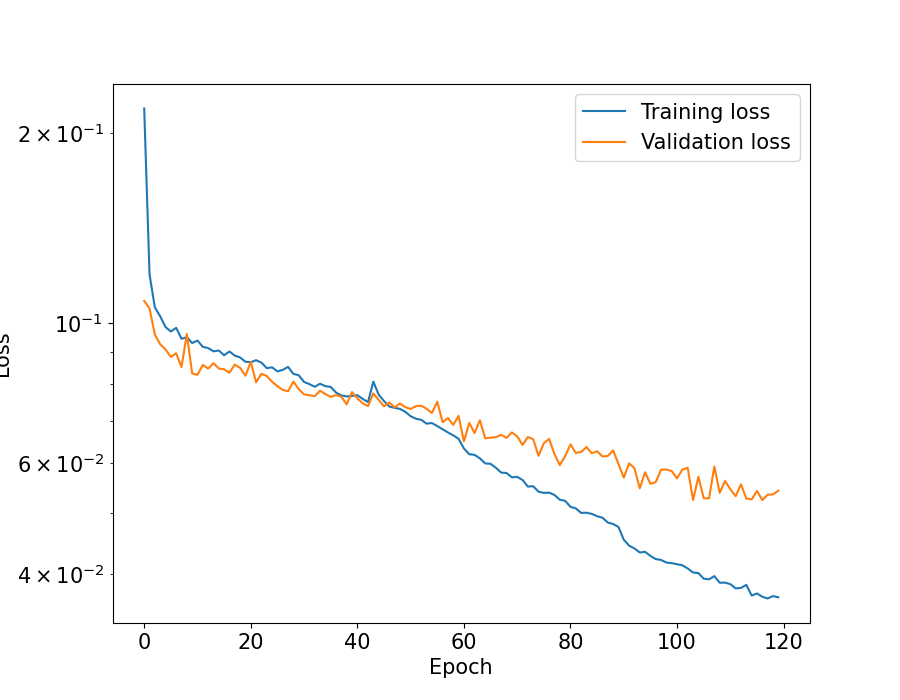 Training loss
Validation loss
2 × 10⁻¹
10⁻¹
6 × 10⁻²
4 × 10⁻²
Loss
0 20 40 60 80 100 120
Epoch